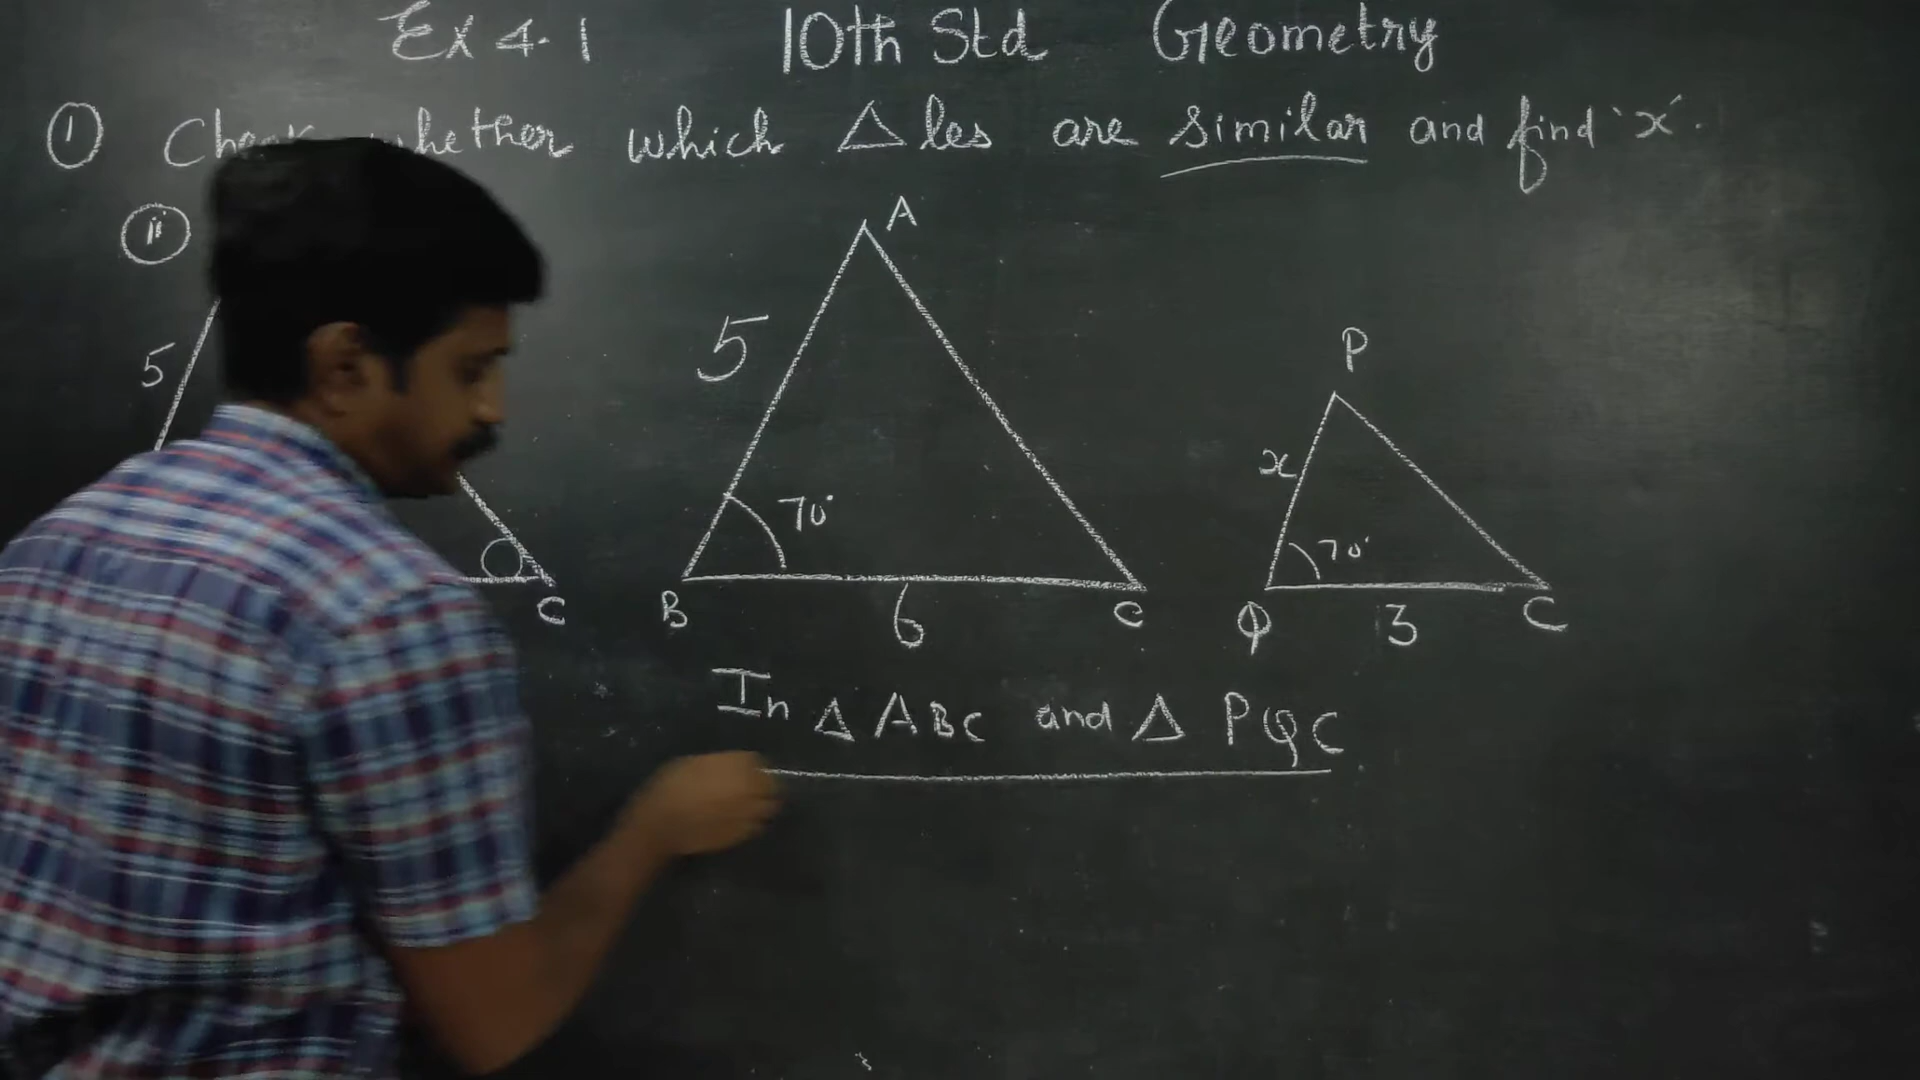 Ex 4.1 10th Std Geometry
① whether which △les are similar and find 'x'.
ii
A
5
5
P
x
70°
70°
C
B
6
C
Q
3
C
In △ ABC and △ PQC